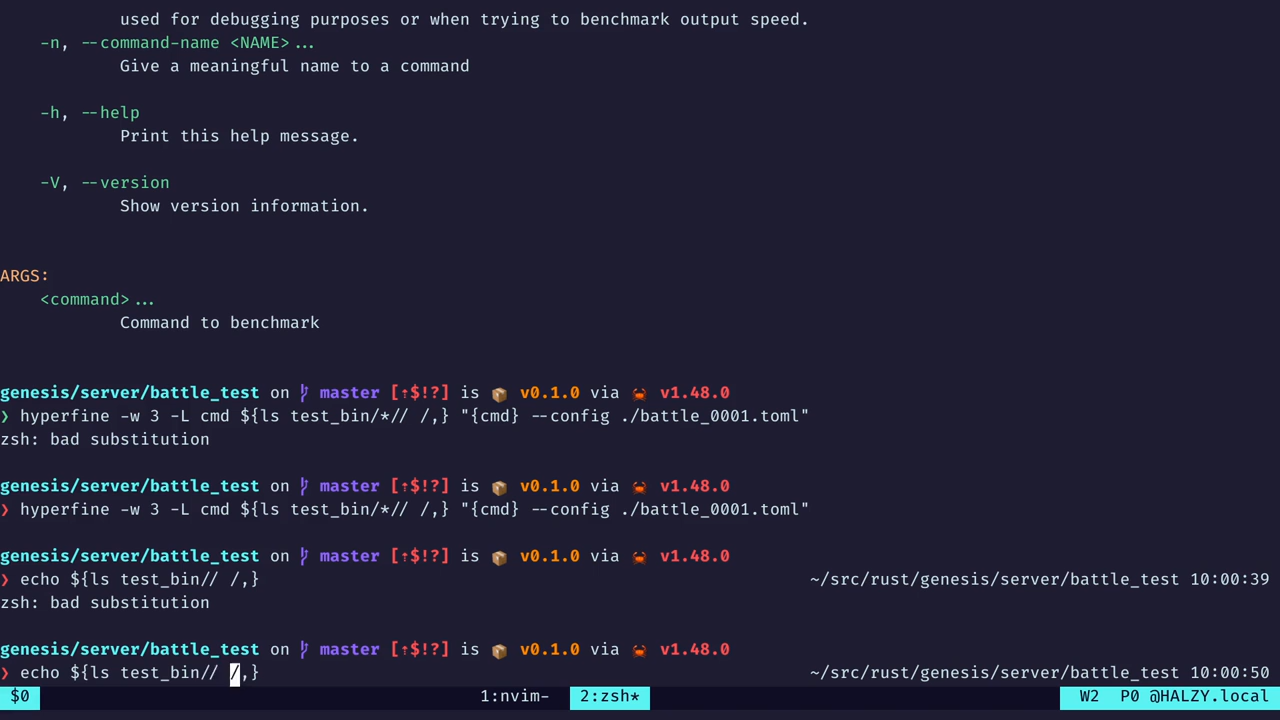 used for debugging purposes or when trying to benchmark output speed.
-n, --command-name <NAME>...
Give a meaningful name to a command
-h, --help
Print this help message.
-V, --version
Show version information.
ARGS:
<command>...
Command to benchmark
genesis/server/battle_test on master [⇡$!?] is 📦 v0.1.0 via 🦀 v1.48.0
❯ hyperfine -w 3 -L cmd ${ls test_bin/*// /,} "{cmd} --config ./battle_0001.toml"
zsh: bad substitution
genesis/server/battle_test on master [⇡$!?] is 📦 v0.1.0 via 🦀 v1.48.0
❯ hyperfine -w 3 -L cmd ${ls test_bin/*// /,} "{cmd} --config ./battle_0001.toml"
genesis/server/battle_test on master [⇡$!?] is 📦 v0.1.0 via 🦀 v1.48.0
❯ echo ${ls test_bin// /,} ~/src/rust/genesis/server/battle_test 10:00:39
zsh: bad substitution
genesis/server/battle_test on master [⇡$!?] is 📦 v0.1.0 via 🦀 v1.48.0
❯ echo ${ls test_bin// /,} ~/src/rust/genesis/server/battle_test 10:00:50
$0 1:nvim- 2:zsh* W2 P0 @HALZY.local